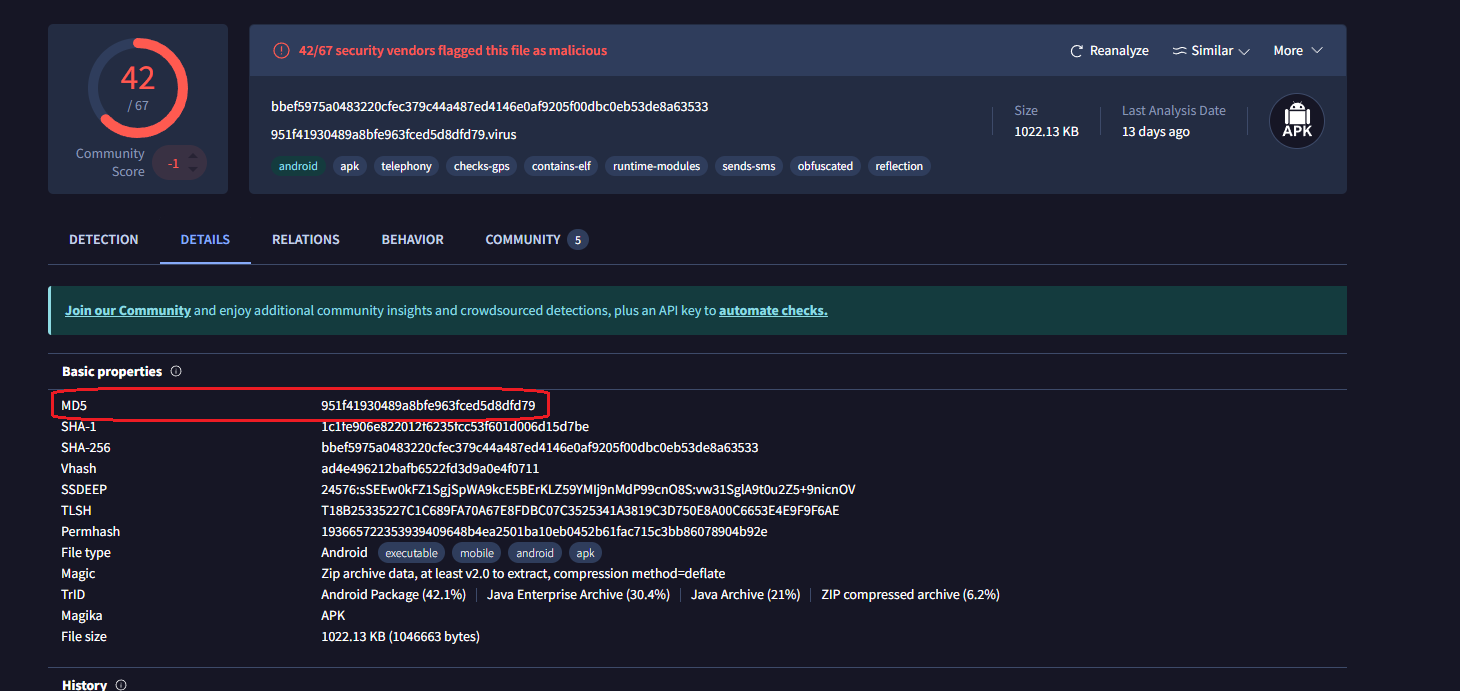 42
/ 67
Community
Score
-1
42/67 security vendors flagged this file as malicious
Reanalyze
Similar
More
bbef5975a0483220cfec379c44a487ed4146e0af9205f00dbc0eb53de8a63533
951f41930489a8bfe963fced5d8dfd79.virus
android apk telephony checks-gps contains-elf runtime-modules sends-sms obfuscated reflection
Size
1022.13 KB
Last Analysis Date
13 days ago
APK
DETECTION DETAILS RELATIONS BEHAVIOR COMMUNITY 5
Join our Community and enjoy additional community insights and crowdsourced detections, plus an API key to automate checks.
Basic properties
MD5 951f41930489a8bfe963fced5d8dfd79
SHA-1 1c1fe906e822012f6235fcc53f601d006d15d7be
SHA-256 bbef5975a0483220cfec379c44a487ed4146e0af9205f00dbc0eb53de8a63533
Vhash ad4e496212bafb6522fd3d9a0e4f0711
SSDEEP 24576:sSEEw0kFZ1SgjSpWA9kcE5BErKLZ59YMIj9nMdP99cnO8S:vw31SglA9t0u2Z5+9nicnOV
TLSH T18B25335227C1C689FA70A67E8FDBC07C3525341A3819C3D750E8A00C6653E4E9F9F6AE
Permhash 193665722353939409648b4ea2501ba10eb0452b61fac715c3bb86078904b92e
File type Android executable mobile android apk
Magic Zip archive data, at least v2.0 to extract, compression method=deflate
TrID Android Package (42.1%) Java Enterprise Archive (30.4%) Java Archive (21%) ZIP compressed archive (6.2%)
Magika APK
File size 1022.13 KB (1046663 bytes)
History